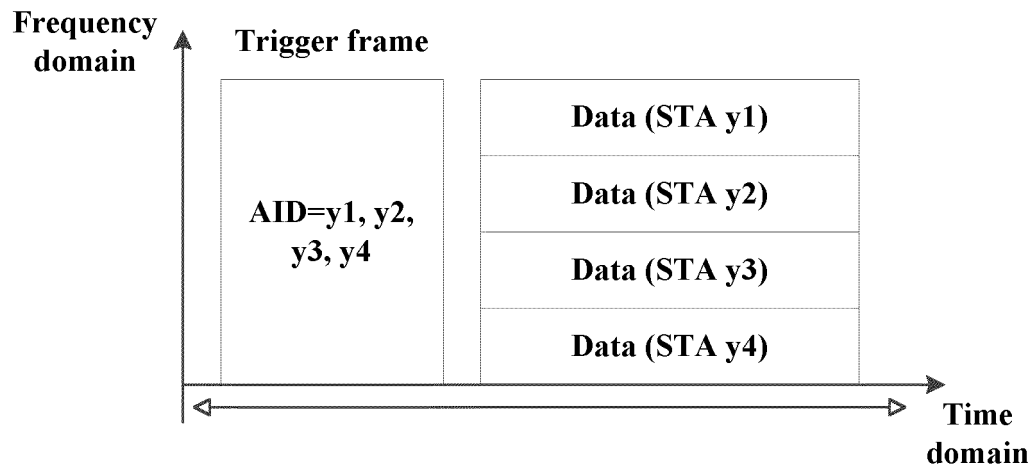 Frequency
domain
Trigger frame
AID=y1, y2,
y3, y4
Data (STA y1)
Data (STA y2)
Data (STA y3)
Data (STA y4)
Time
domain